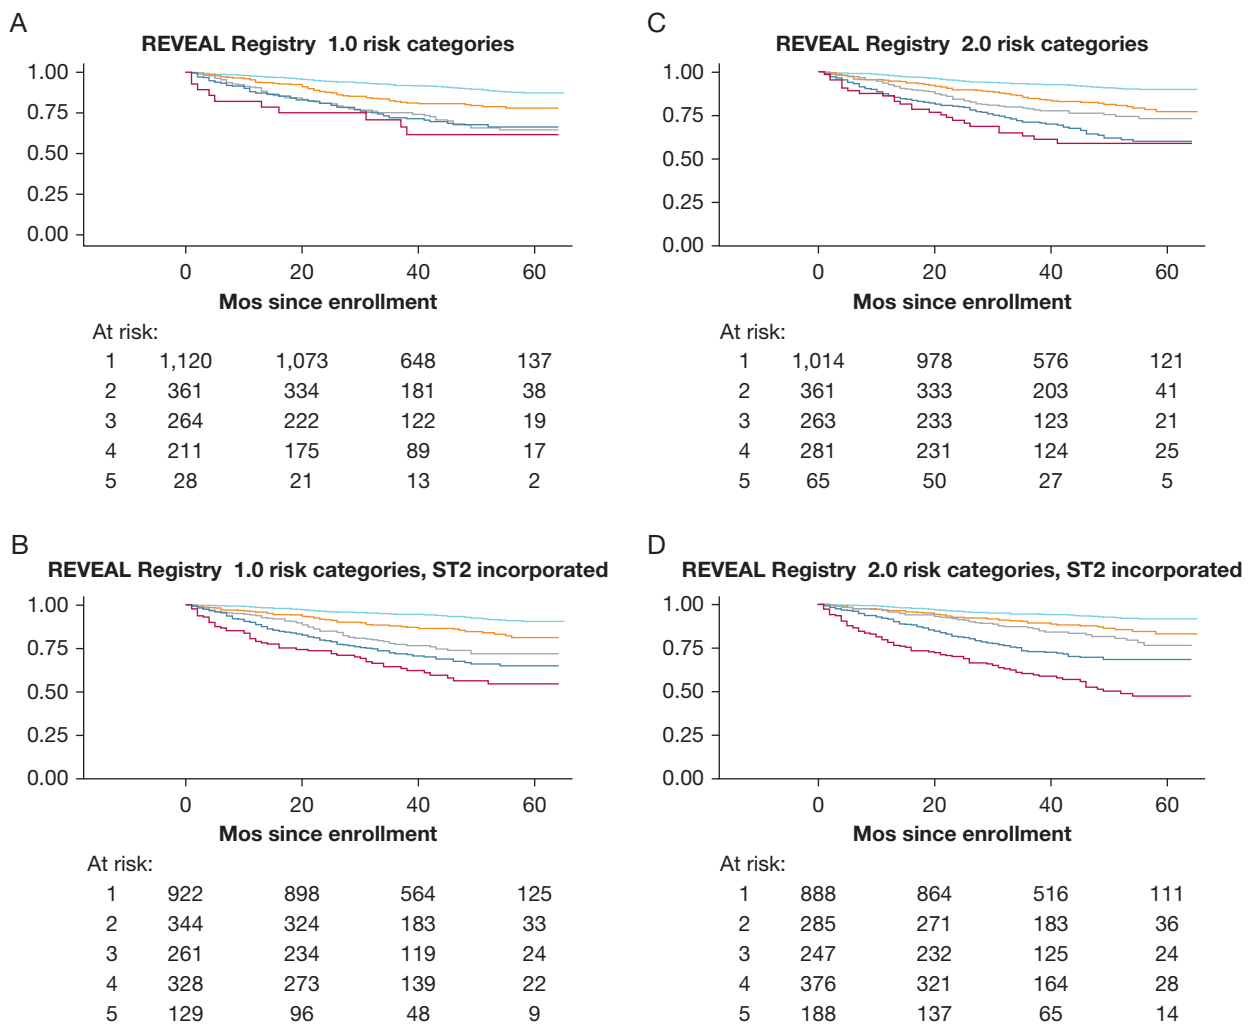 A
REVEAL Registry 1.0 risk categories
1.00
0.75
0.50
0.25
0.00
0 20 40 60
Mos since enrollment
At risk:
1 1,120 1,073 648 137
2 361 334 181 38
3 264 222 122 19
4 211 175 89 17
5 28 21 13 2
B
REVEAL Registry 1.0 risk categories, ST2 incorporated
1.00
0.75
0.50
0.25
0.00
0 20 40 60
Mos since enrollment
At risk:
1 922 898 564 125
2 344 324 183 33
3 261 234 119 24
4 328 273 139 22
5 129 96 48 9
C
REVEAL Registry 2.0 risk categories
1.00
0.75
0.50
0.25
0.00
0 20 40 60
Mos since enrollment
At risk:
1 1,014 978 576 121
2 361 333 203 41
3 263 233 123 21
4 281 231 124 25
5 65 50 27 5
D
REVEAL Registry 2.0 risk categories, ST2 incorporated
1.00
0.75
0.50
0.25
0.00
0 20 40 60
Mos since enrollment
At risk:
1 888 864 516 111
2 285 271 183 36
3 247 232 125 24
4 376 321 164 28
5 188 137 65 14